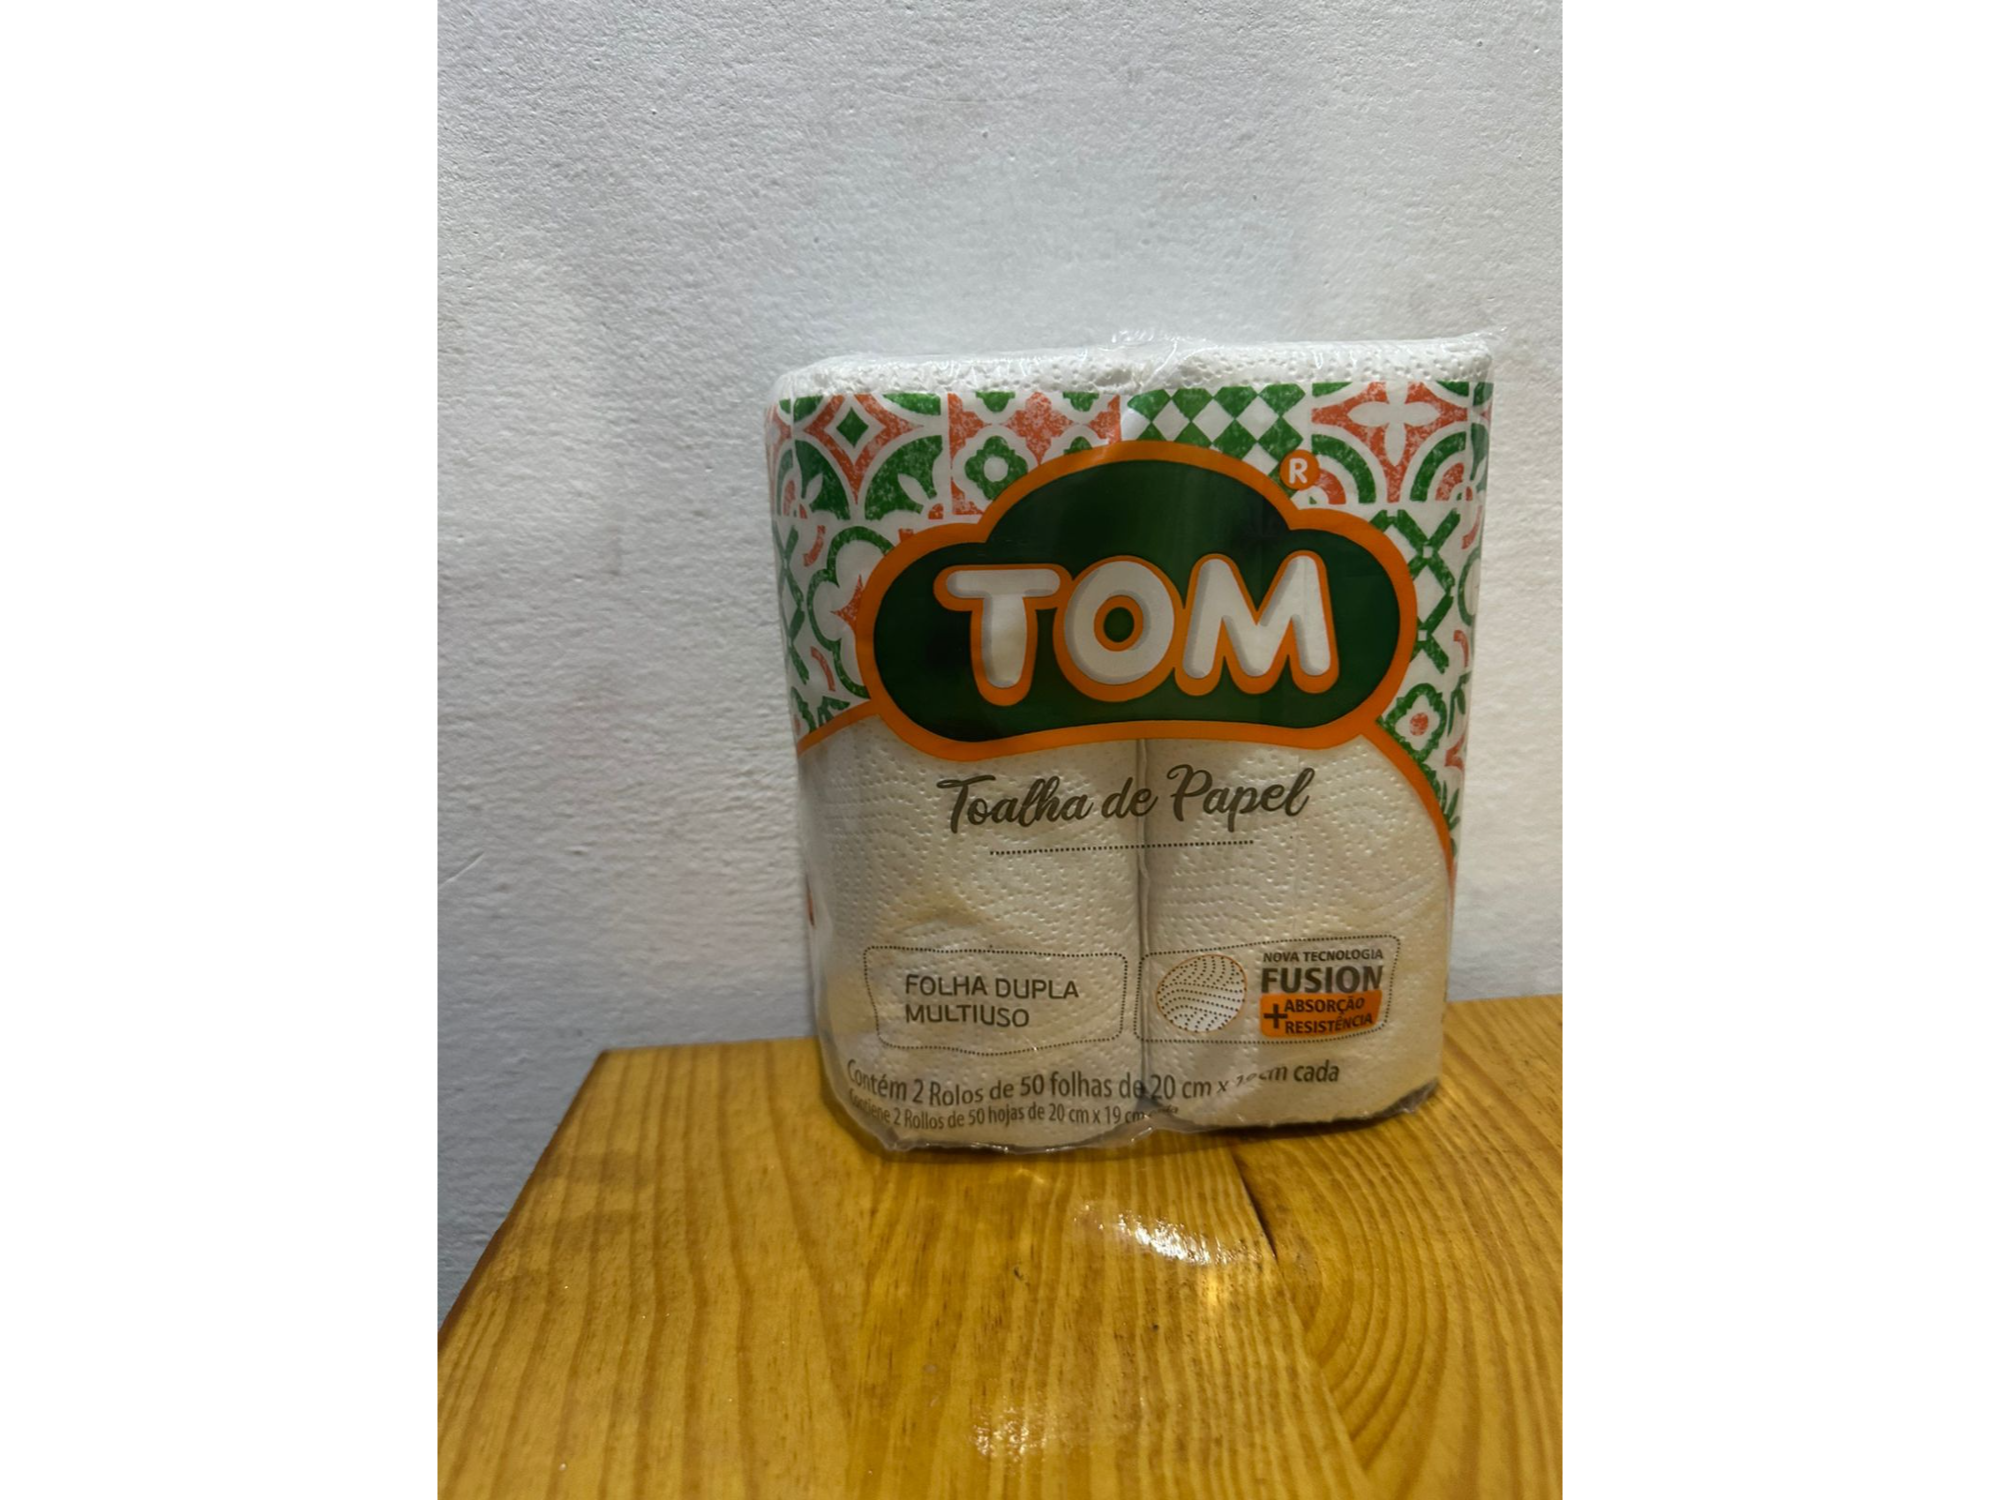 R
TOM
Toalha de Papel
FOLHA DUPLA
MULTIUSO
NOVA TECNOLOGIA
FUSION
+ ABSORÇÃO
RESISTÊNCIA
Contém 2 Rolos de 50 folhas de 20 cm x cada
2 Rollos de 50 hojas de 20 cm x 19 cm